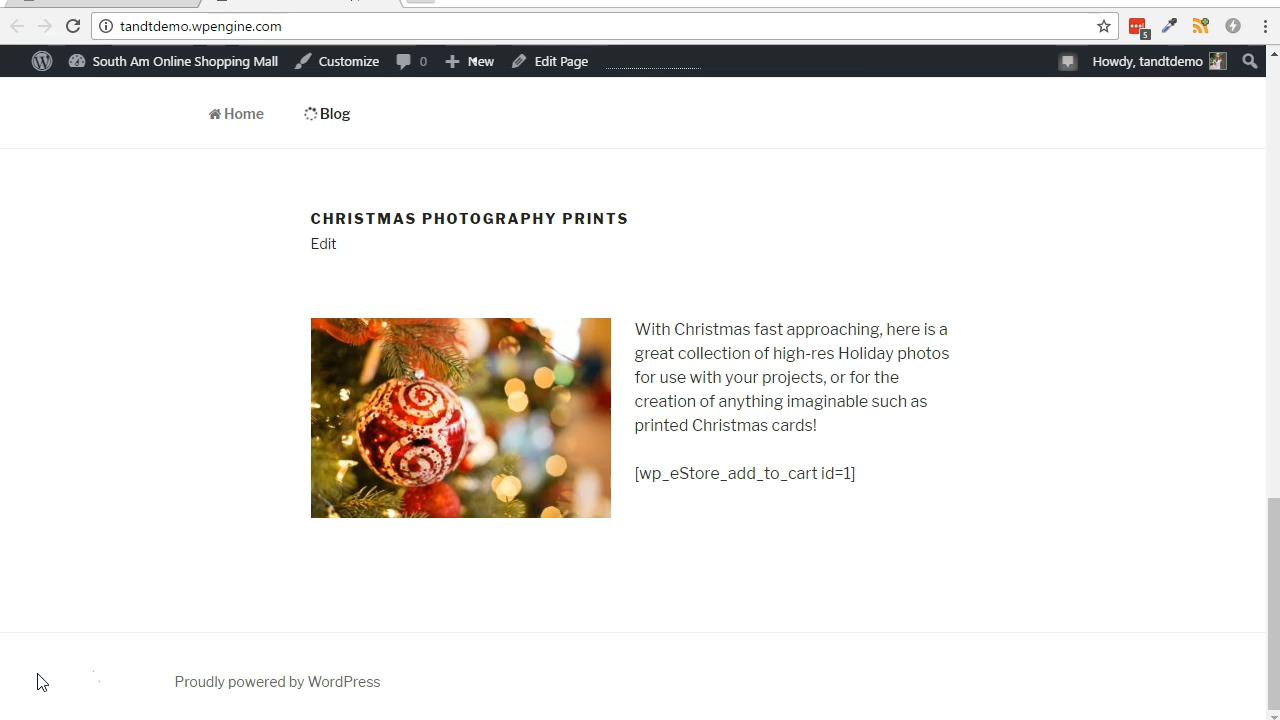 tandtdemo.wpengine.com
5
South Am Online Shopping Mall Customize 0 New Edit Page Howdy, tandtdemo
Home Blog
CHRISTMAS PHOTOGRAPHY PRINTS
Edit
With Christmas fast approaching, here is a
great collection of high-res Holiday photos
for use with your projects, or for the
creation of anything imaginable such as
printed Christmas cards!
[wp_eStore_add_to_cart id=1]
Proudly powered by WordPress